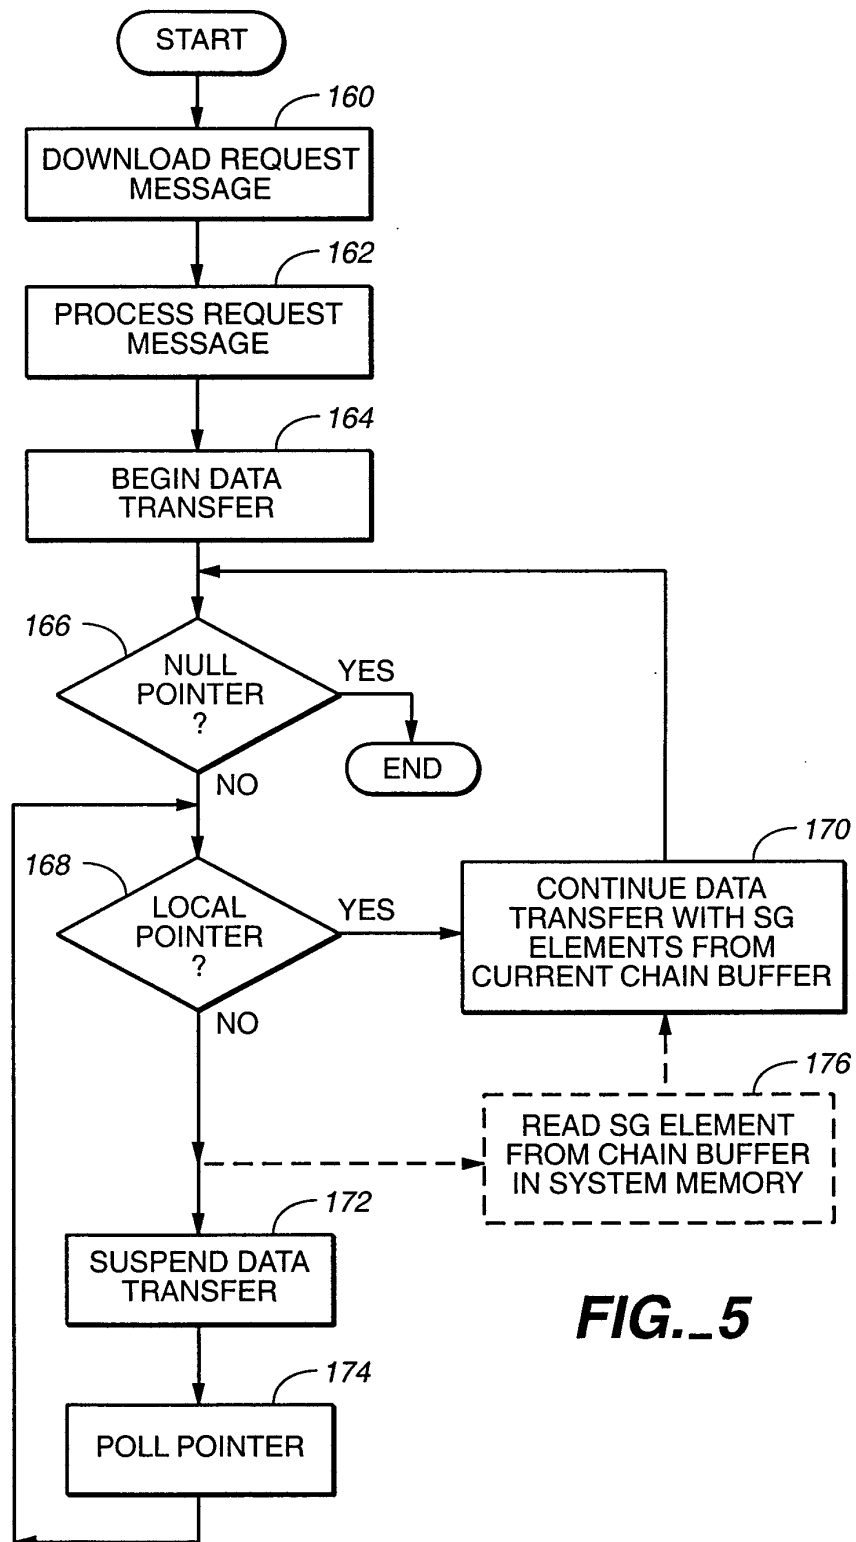 START
160
DOWNLOAD REQUEST
MESSAGE
162
PROCESS REQUEST
MESSAGE
164
BEGIN DATA
TRANSFER
166
NULL
POINTER
?
YES
END
NO
168
LOCAL
POINTER
?
YES
170
CONTINUE DATA
TRANSFER WITH SG
ELEMENTS FROM
CURRENT CHAIN BUFFER
NO
176
READ SG ELEMENT
FROM CHAIN BUFFER
IN SYSTEM MEMORY
172
SUSPEND DATA
TRANSFER
174
POLL POINTER
FIG._5